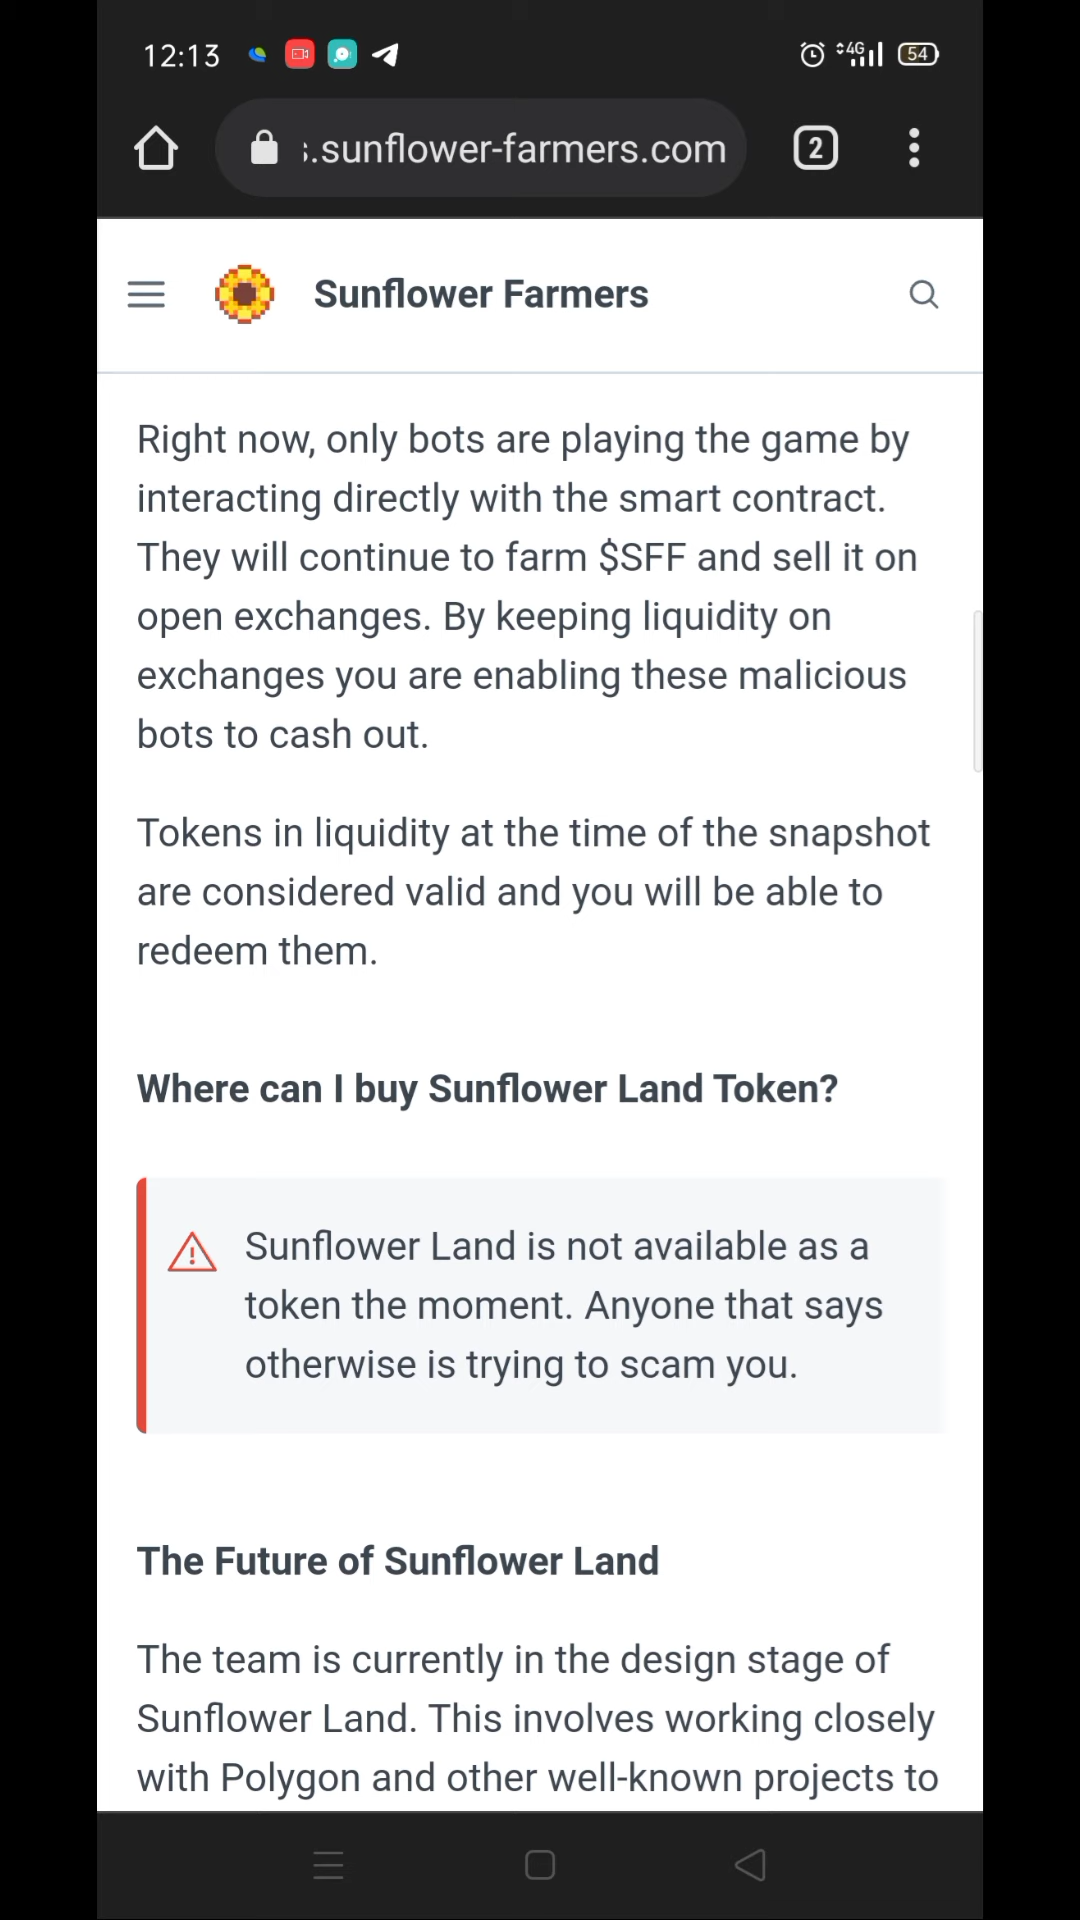 12:13
4G
54
.sunflower-farmers.com
2
Sunflower Farmers
Right now, only bots are playing the game by
interacting directly with the smart contract.
They will continue to farm $SFF and sell it on
open exchanges. By keeping liquidity on
exchanges you are enabling these malicious
bots to cash out.
Tokens in liquidity at the time of the snapshot
are considered valid and you will be able to
redeem them.
Where can I buy Sunflower Land Token?
Sunflower Land is not available as a
token the moment. Anyone that says
otherwise is trying to scam you.
The Future of Sunflower Land
The team is currently in the design stage of
Sunflower Land. This involves working closely
with Polygon and other well-known projects to